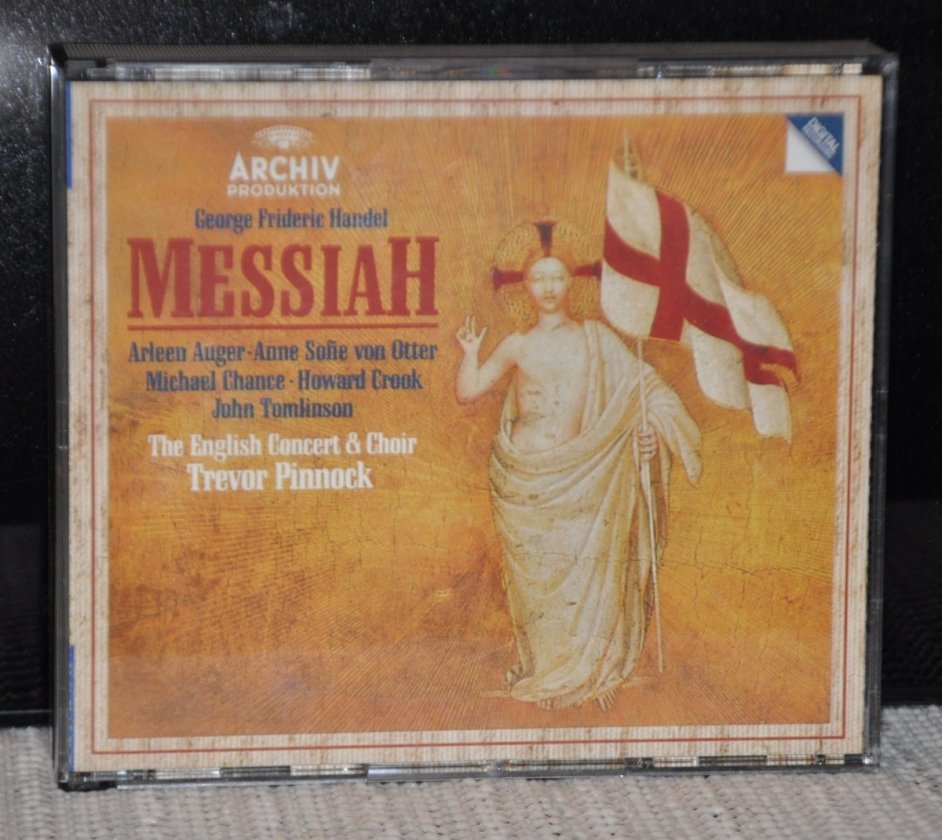 ARCHIV
PRODUKTION
George Frideric Handel
MESSIAH
Arleen Auger · Anne Sofie von Otter
Michael Chance · Howard Crook
John Tomlinson
The English Concert & Choir
Trevor Pinnock
DIGITAL